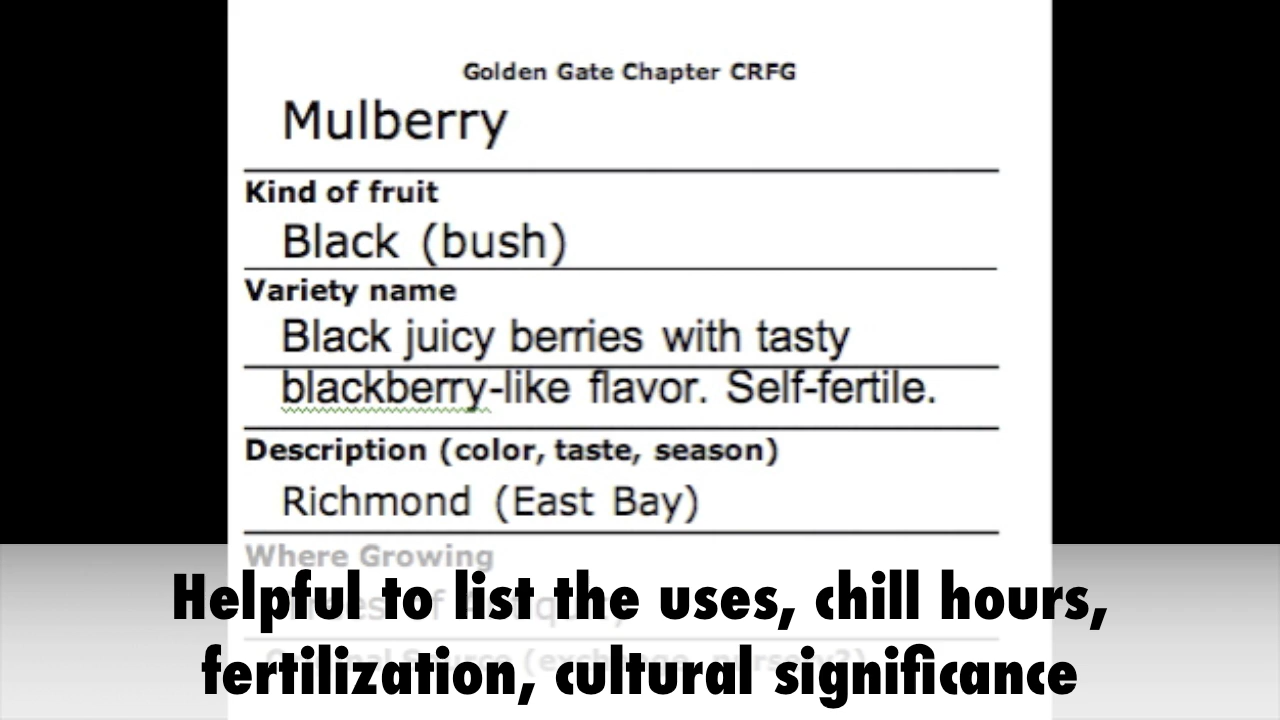 Golden Gate Chapter CRFG
Mulberry
Kind of fruit
Black (bush)
Variety name
Black juicy berries with tasty
blackberry-like flavor. Self-fertile.
Description (color, taste, season)
Richmond (East Bay)
Where Growing
Helpful to list the uses, chill hours,
fertilization, cultural significance